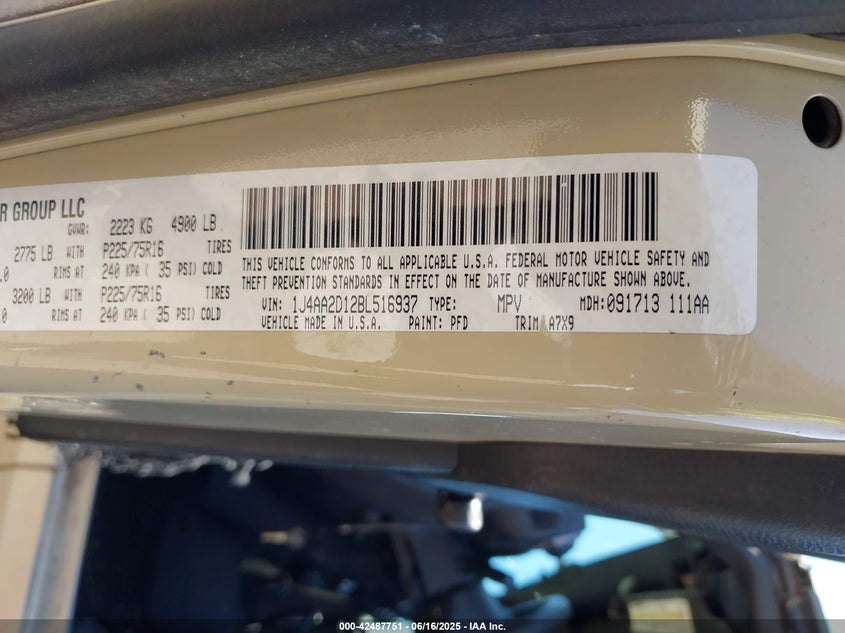 R GROUP LLC
GVWR: 2223 KG 4900 LB
2775 LB WITH P225/75R16 TIRES
.0 RIMS AT 240 KPA ( 35 PSI) COLD
3200 LB WITH P225/75R16 TIRES
.0 RIMS AT 240 KPA ( 35 PSI) COLD
THIS VEHICLE CONFORMS TO ALL APPLICABLE U.S.A. FEDERAL MOTOR VEHICLE SAFETY AND
THEFT PREVENTION STANDARDS IN EFFECT ON THE DATE OF MANUFACTURE SHOWN ABOVE.
VIN: 1J4AA2D12BL516937 TYPE: MPV MDH:091713 111AA
VEHICLE MADE IN U.S.A. PAINT: PFD TRIM A7X9
000-42487751 - 06/16/2025 - IAA Inc.